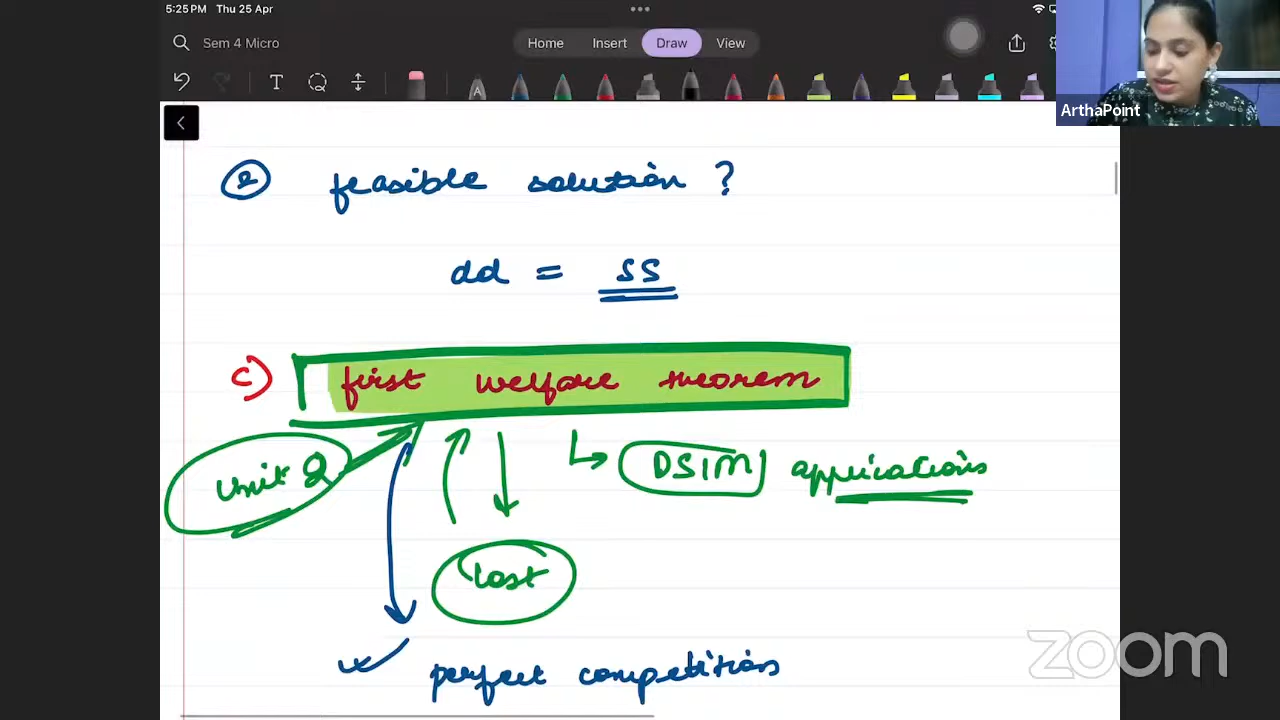 5:25 PM Thu 25 Apr
Sem 4 Micro
Home Insert Draw View
ArthaPoint
② feasible solution ?
dd = SS
c) first welfare theorem
Unit 2
DSIM applications
last
✓ perfect competition
zoom